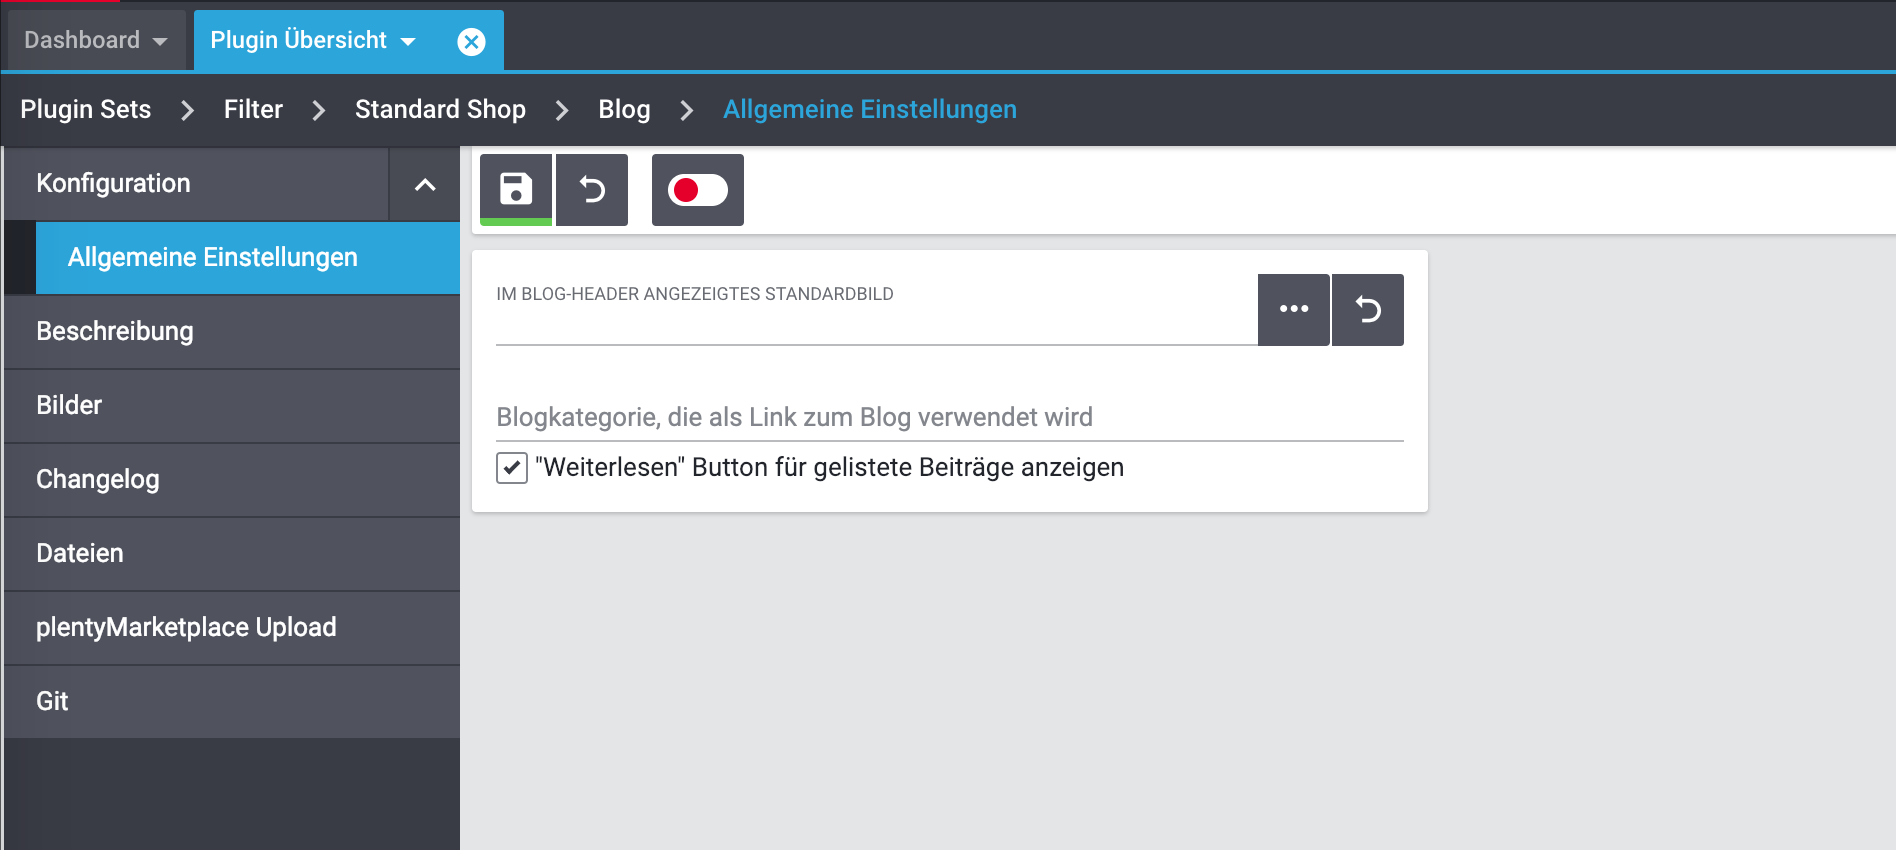 Dashboard
Plugin Übersicht
Plugin Sets > Filter > Standard Shop > Blog > Allgemeine Einstellungen
Konfiguration
Allgemeine Einstellungen
Beschreibung
Bilder
Changelog
Dateien
plentyMarketplace Upload
Git
IM BLOG-HEADER ANGEZEIGTES STANDARDBILD
Blogkategorie, die als Link zum Blog verwendet wird
"Weiterlesen" Button für gelistete Beiträge anzeigen